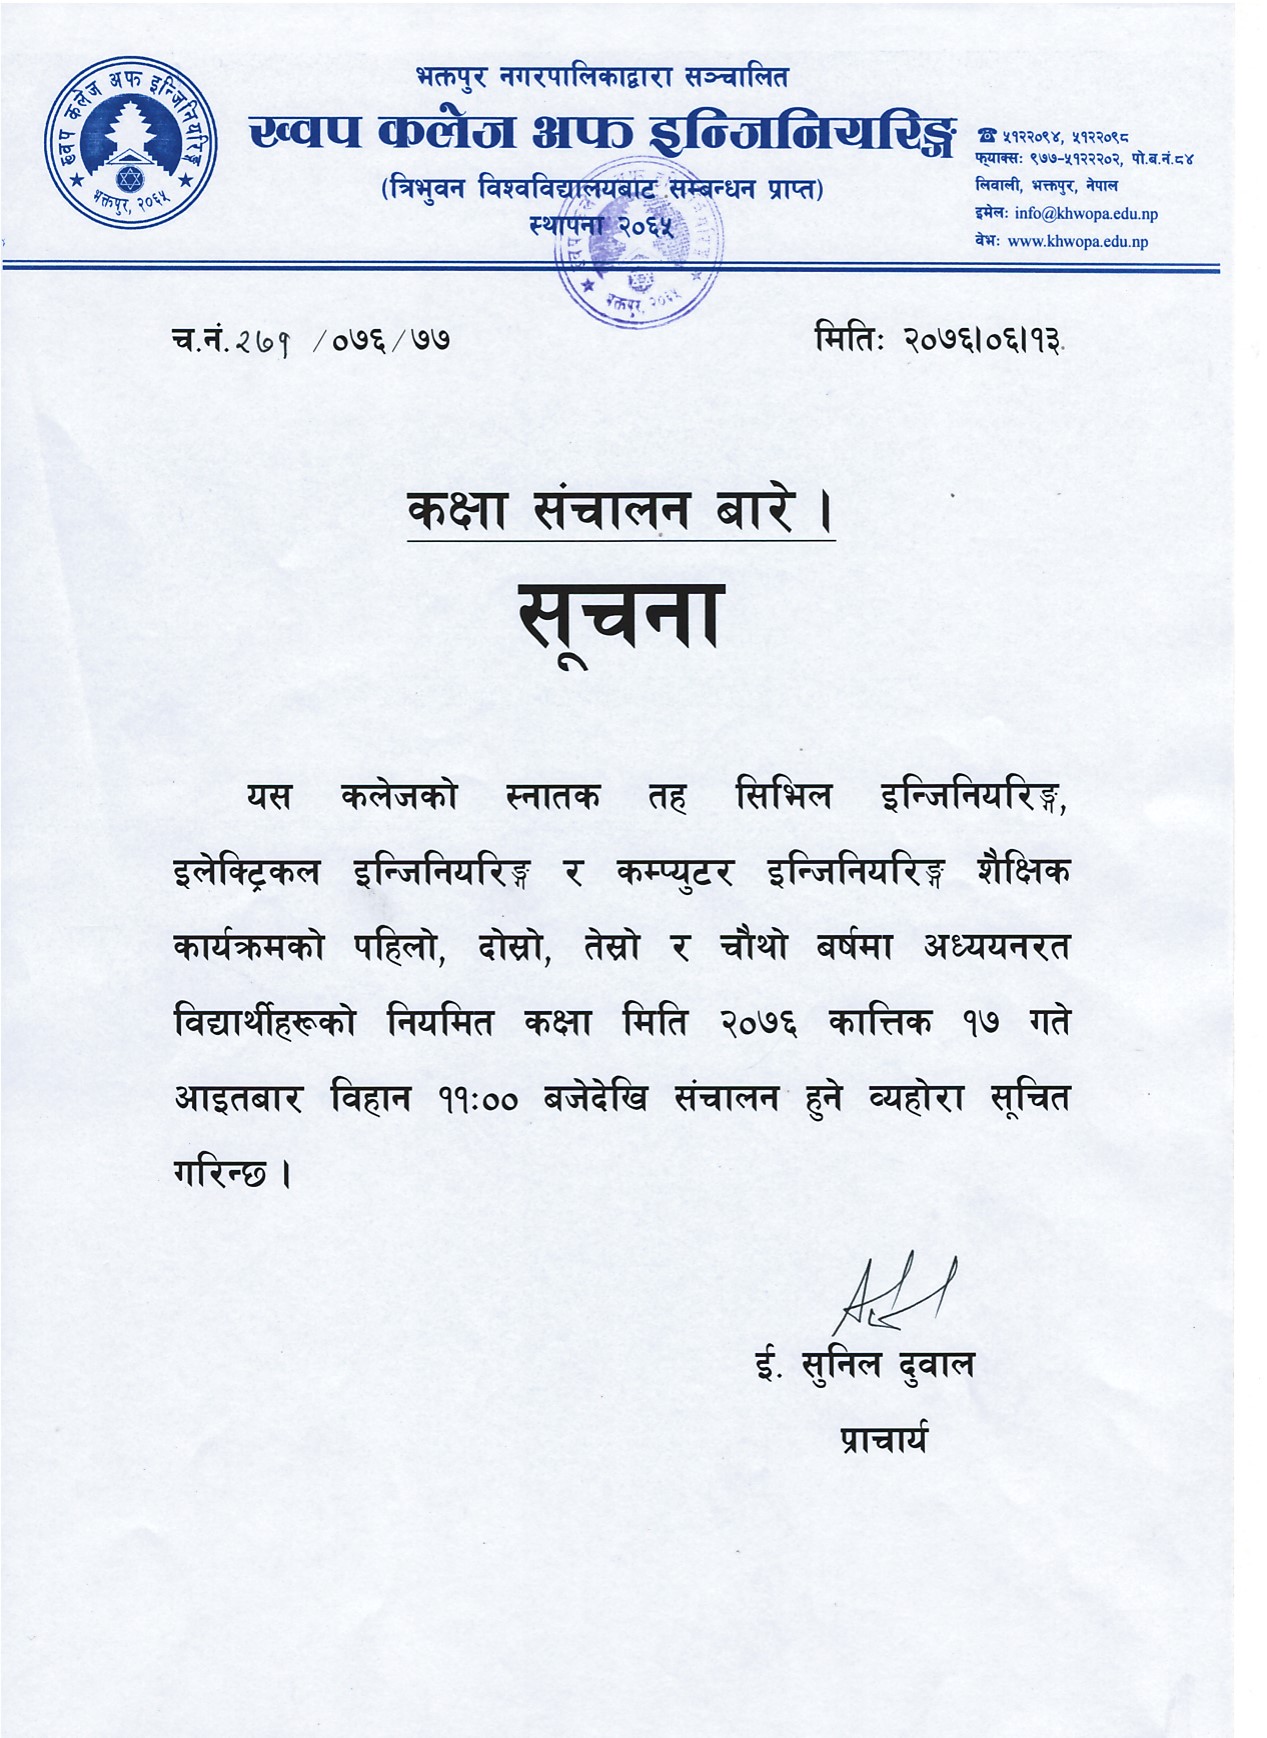 भक्तपुर नगरपालिकाद्वारा सञ्चालित
ख्वप कलेज अफ इन्जिनियरिङ्ग
(त्रिभुवन विश्वविद्यालयबाट सम्बन्धन प्राप्त)
स्थापना २०६५
ख्वप कलेज अफ इन्जिनियरिङ्ग
भक्तपुर, २०६५
☎ ५१२२०९४, ५१२२०९८
फ्याक्सः ९७७-५१२२२०२, पो.ब.नं.८४
लिवाली, भक्तपुर, नेपाल
इमेलः info@khwopa.edu.np
वेभः www.khwopa.edu.np
भक्तपुर, २०६५
च.नं. २७१ /०७६/७७
मितिः २०७६।०६।१३
कक्षा संचालन बारे ।
सूचना
यस कलेजको स्नातक तह सिभिल इन्जिनियरिङ्ग,
इलेक्ट्रिकल इन्जिनियरिङ्ग र कम्प्युटर इन्जिनियरिङ्ग शैक्षिक
कार्यक्रमको पहिलो, दोस्रो, तेस्रो र चौथो बर्षमा अध्ययनरत
विद्यार्थीहरूको नियमित कक्षा मिति २०७६ कात्तिक १७ गते
आइतबार विहान ११:०० बजेदेखि संचालन हुने व्यहोरा सूचित
गरिन्छ ।
ई. सुनिल दुवाल
प्राचार्य